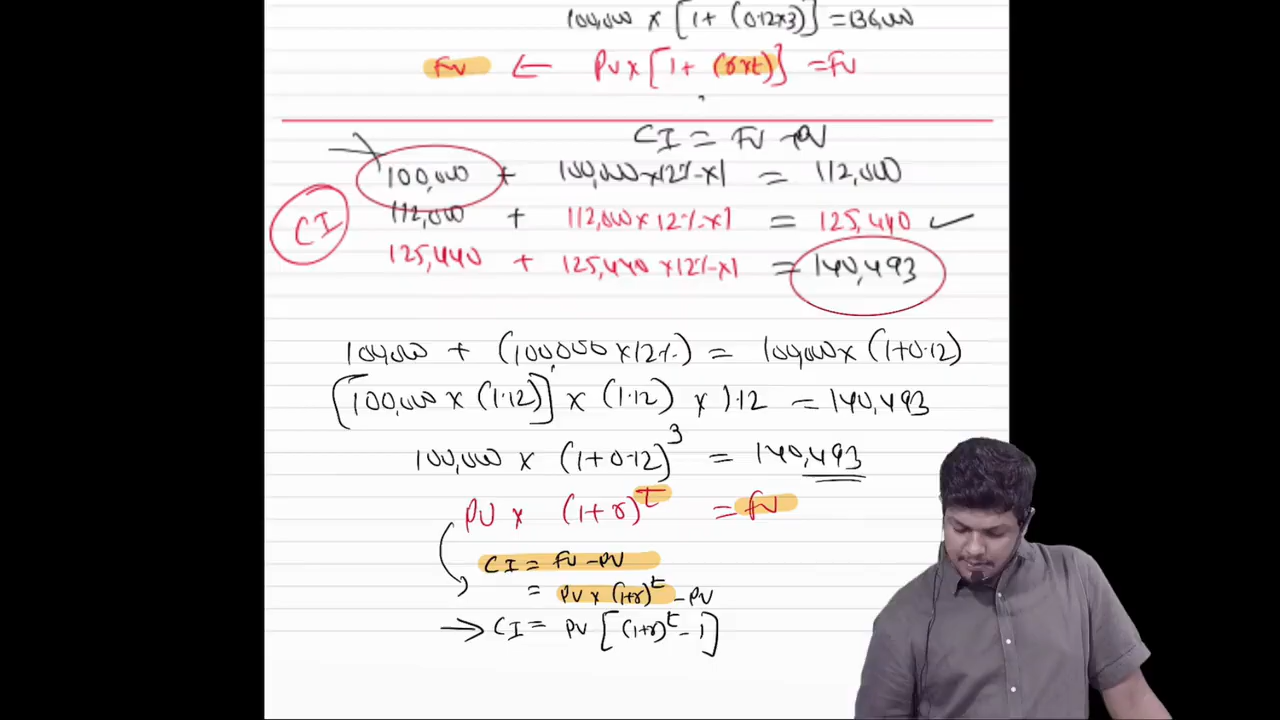 100,000 x [1 + (0.12x3)] = 136,000
FV ← PV x [1 + (rxt)] = FV
CI = FV - PV
100,000 + 100,000 x 12% x 1 = 112,000
CI
112,000 + 112,000 x 12% x 1 = 125,440 ✓
125,440 + 125,440 x 12% x 1 = 140,493
100,000 + (100,000 x 12%) = 100,000 x (1+0.12)
[100,000 x (1.12)] x (1.12) x 1.12 = 140,493
100,000 x (1+0.12)³ = 140,493
PV x (1+r)^t = FV
CI = FV - PV
= PV x (1+r)^t - PV
→ CI = PV [(1+r)^t - 1]